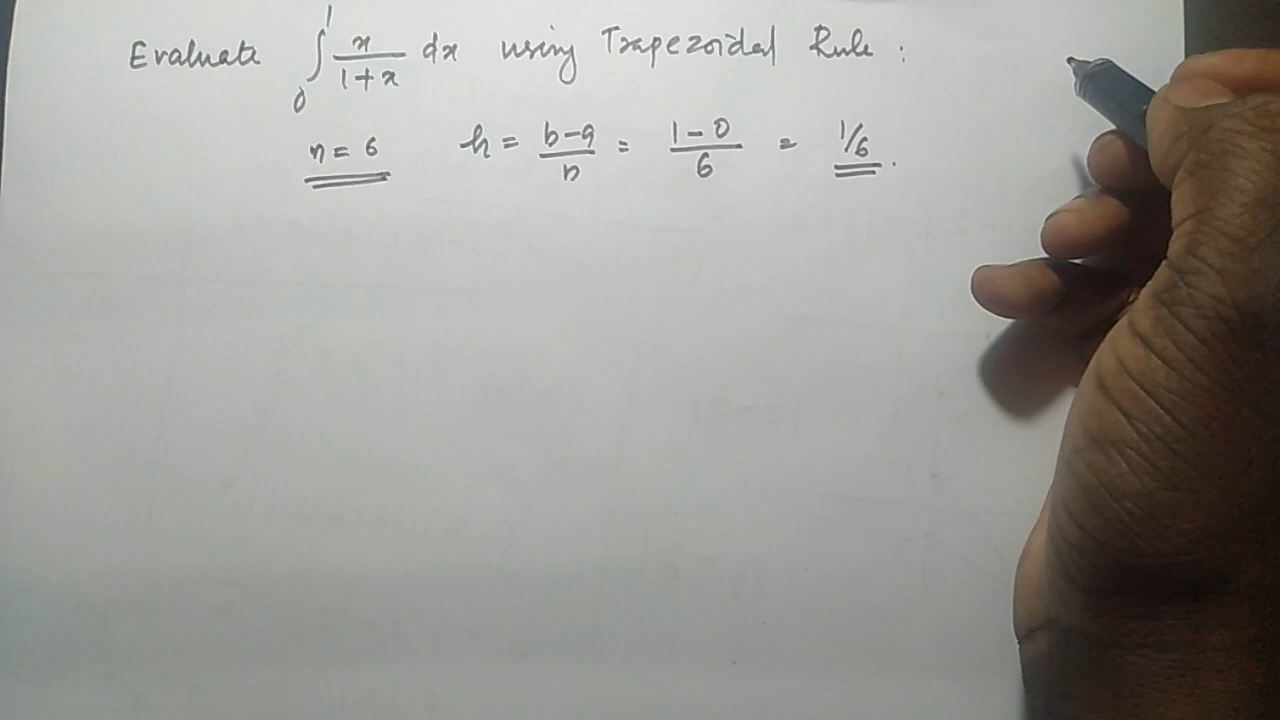 Evaluate ∫₀¹ x/(1+x) dx using Trapezoidal Rule :
n = 6 h = (b-a)/n = (1-0)/6 = 1/6 .